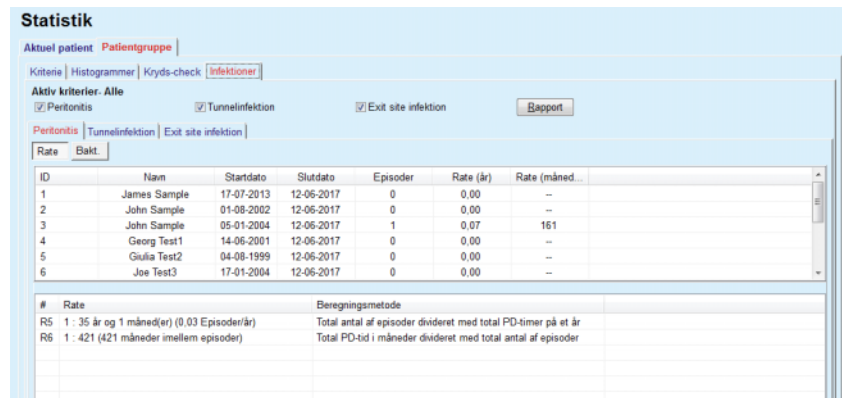 Statistik
Aktuel patient Patientgruppe
Kriterie Histogrammer Kryds-check Infektioner
Aktiv kriterier- Alle
Peritonitis Tunnelinfektion Exit site infektion Rapport
Peritonitis Tunnelinfektion Exit site infektion
Rate Bakt.
ID Navn Startdato Slutdato Episoder Rate (år) Rate (måned...
1 James Sample 17-07-2013 12-06-2017 0 0,00 --
2 John Sample 01-08-2002 12-06-2017 0 0,00 --
3 John Sample 05-01-2004 12-06-2017 1 0,07 161
4 Georg Test1 14-06-2001 12-06-2017 0 0,00 --
5 Giulia Test2 04-08-1999 12-06-2017 0 0,00 --
6 Joe Test3 17-01-2004 12-06-2017 0 0,00 --
# Rate Beregningsmetode
R5 1 : 35 år og 1 måned(er) (0,03 Episoder/år) Total antal af episoder divideret med total PD-timer på et år
R6 1 : 421 (421 måneder imellem episoder) Total PD-tid i måneder divideret med total antal af episoder